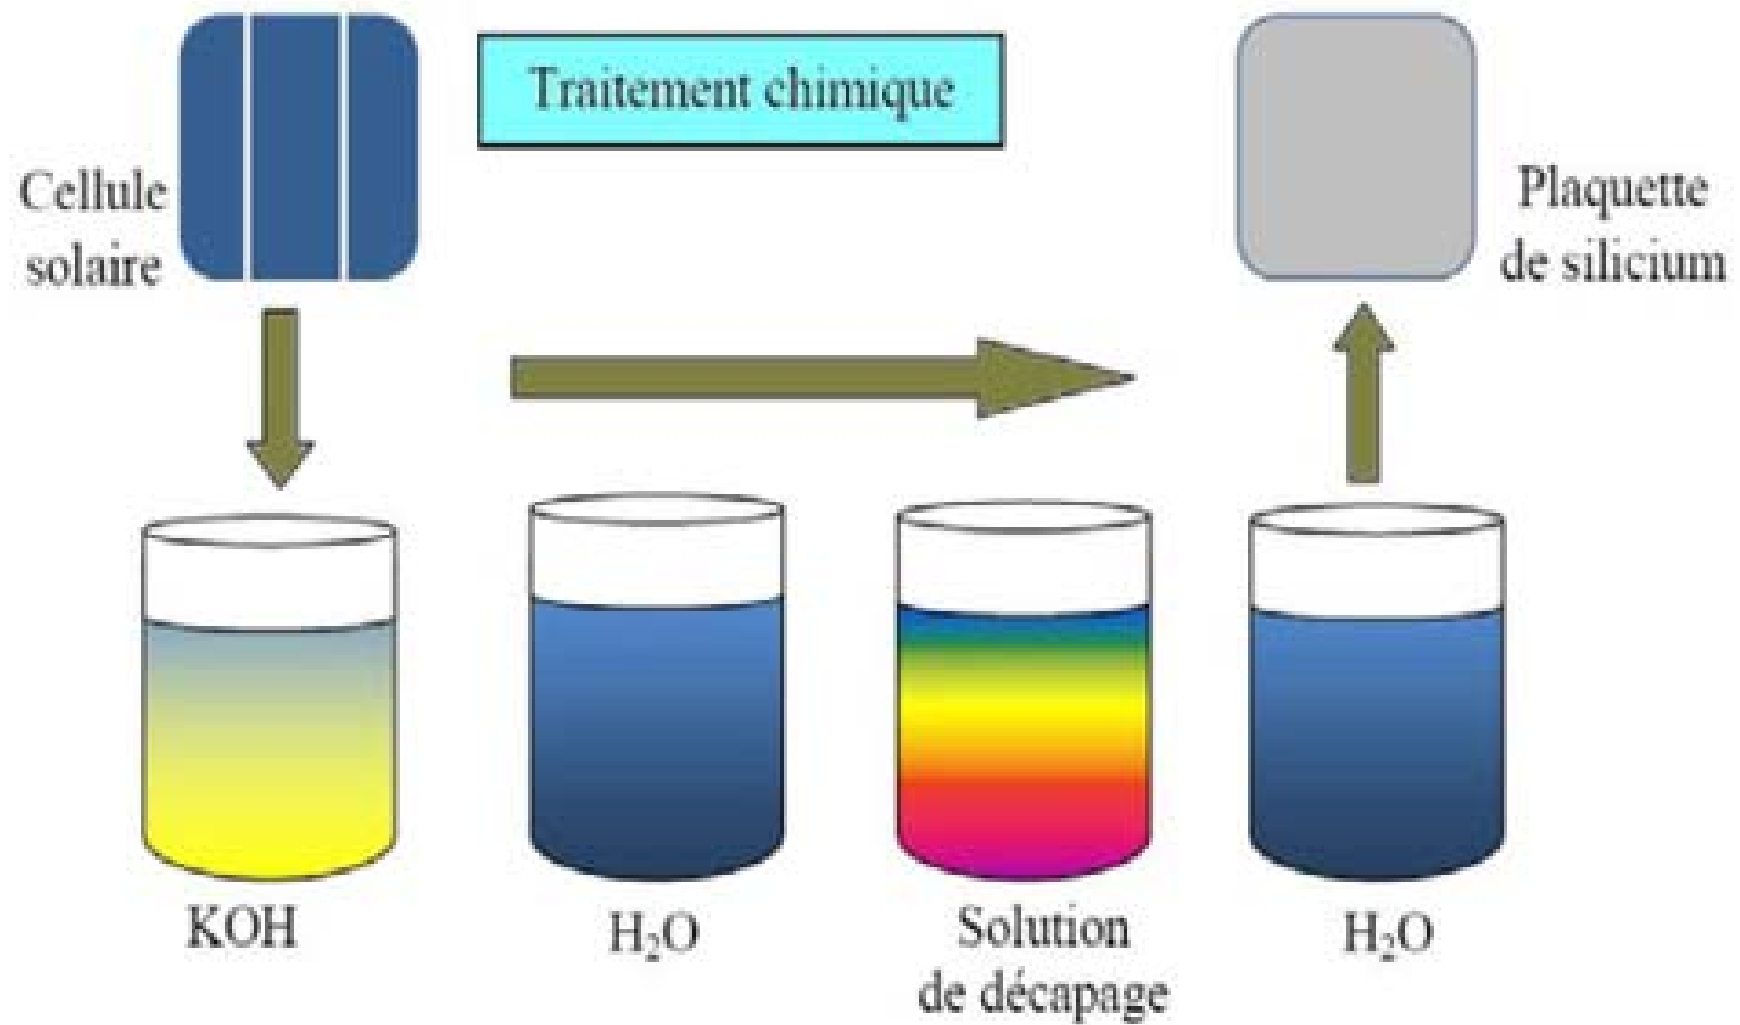 Traitement chimique
Cellule
solaire
Plaquette
de silicium
KOH
H₂O
Solution
de décapage
H₂O